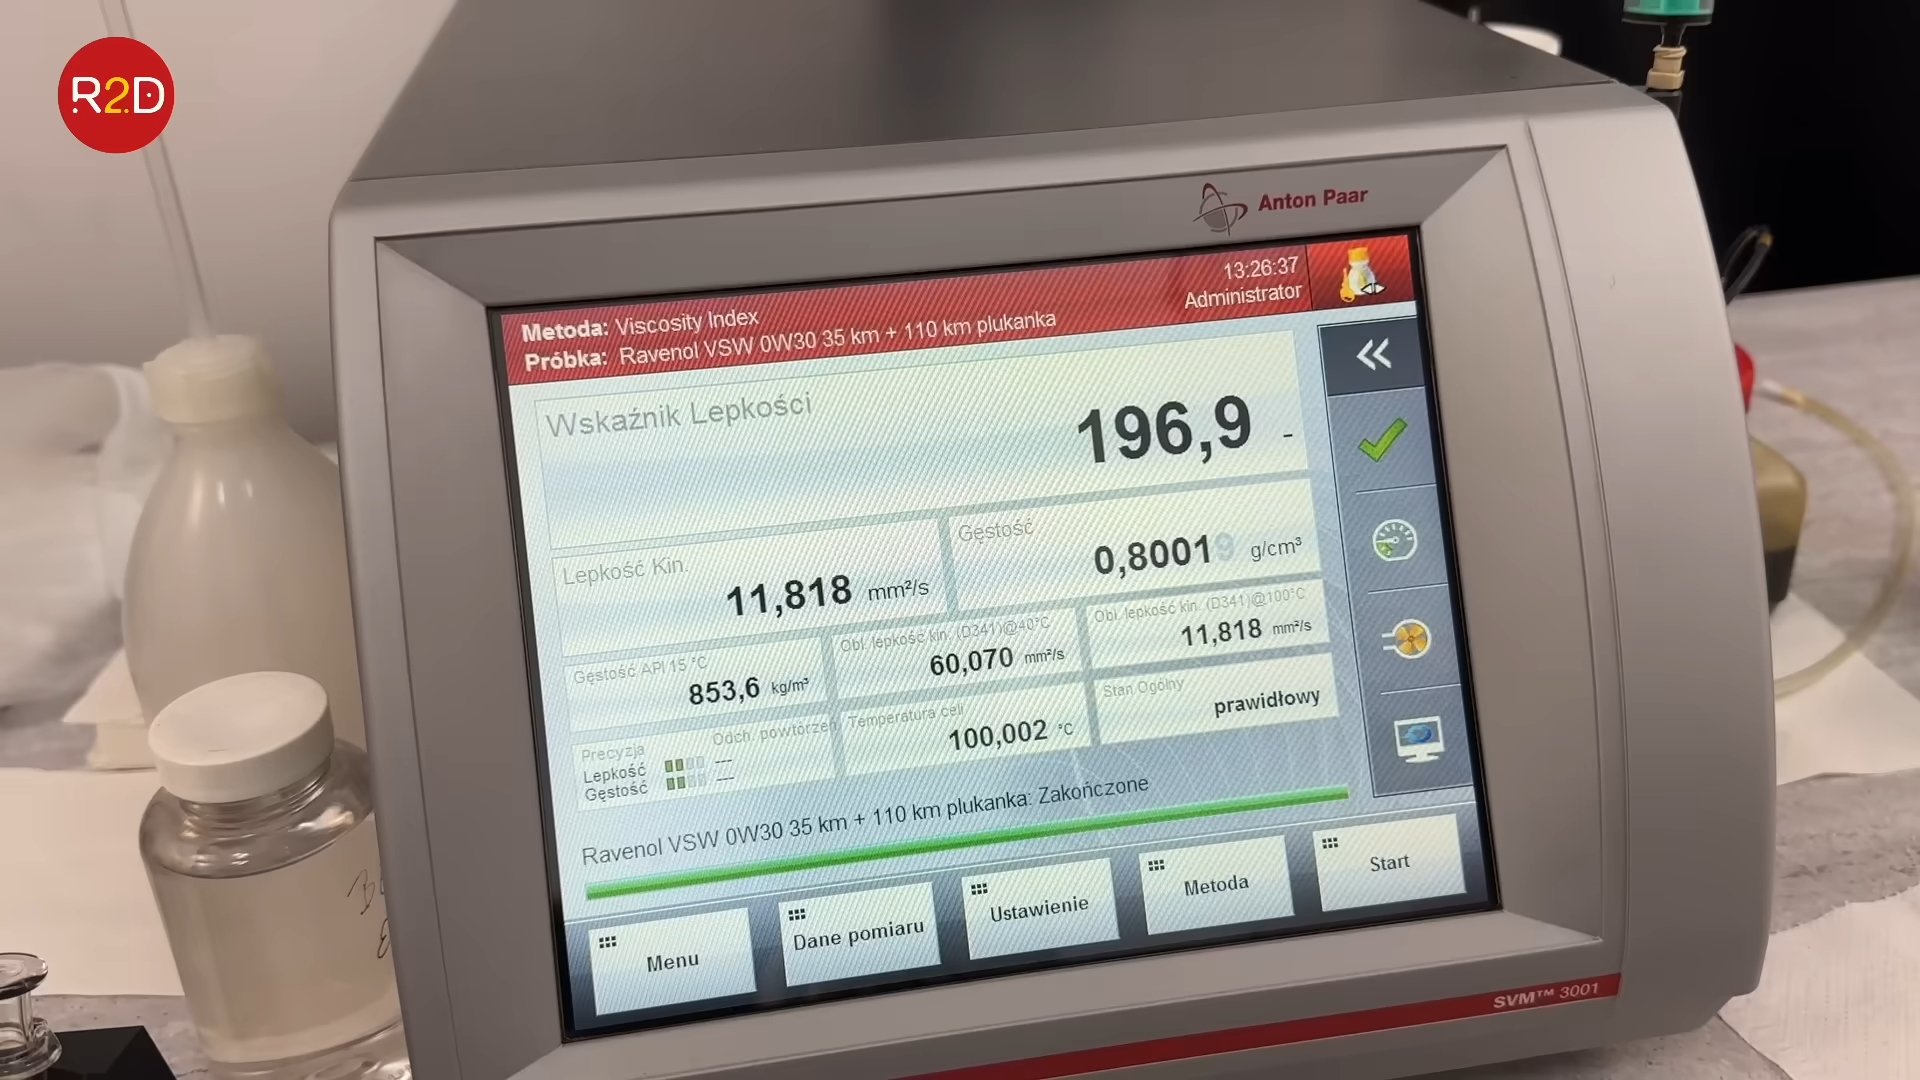 R2D
Anton Paar
Metoda: Viscosity Index
13:26:37
Próbka: Ravenol VSW 0W30 35 km + 110 km plukanka
Administrator
Wskaźnik Lepkości
196,9 -
Lepkość Kin.
11,818 mm²/s
Gęstość
0,80019 g/cm³
Gęstość API 15 °C
853,6 kg/m³
Obl. lepkość kin. (D341)@40°C
60,070 mm²/s
Obl. lepkość kin. (D341)@100°C
11,818 mm²/s
Precyzja Odch. powtórzeń
Lepkość ---
Gęstość ---
Temperatura celi
100,002 °C
Stan Ogólny
prawidłowy
Ravenol VSW 0W30 35 km + 110 km plukanka: Zakończone
Menu
Dane pomiaru
Ustawienie
Metoda
Start
SVM™ 3001